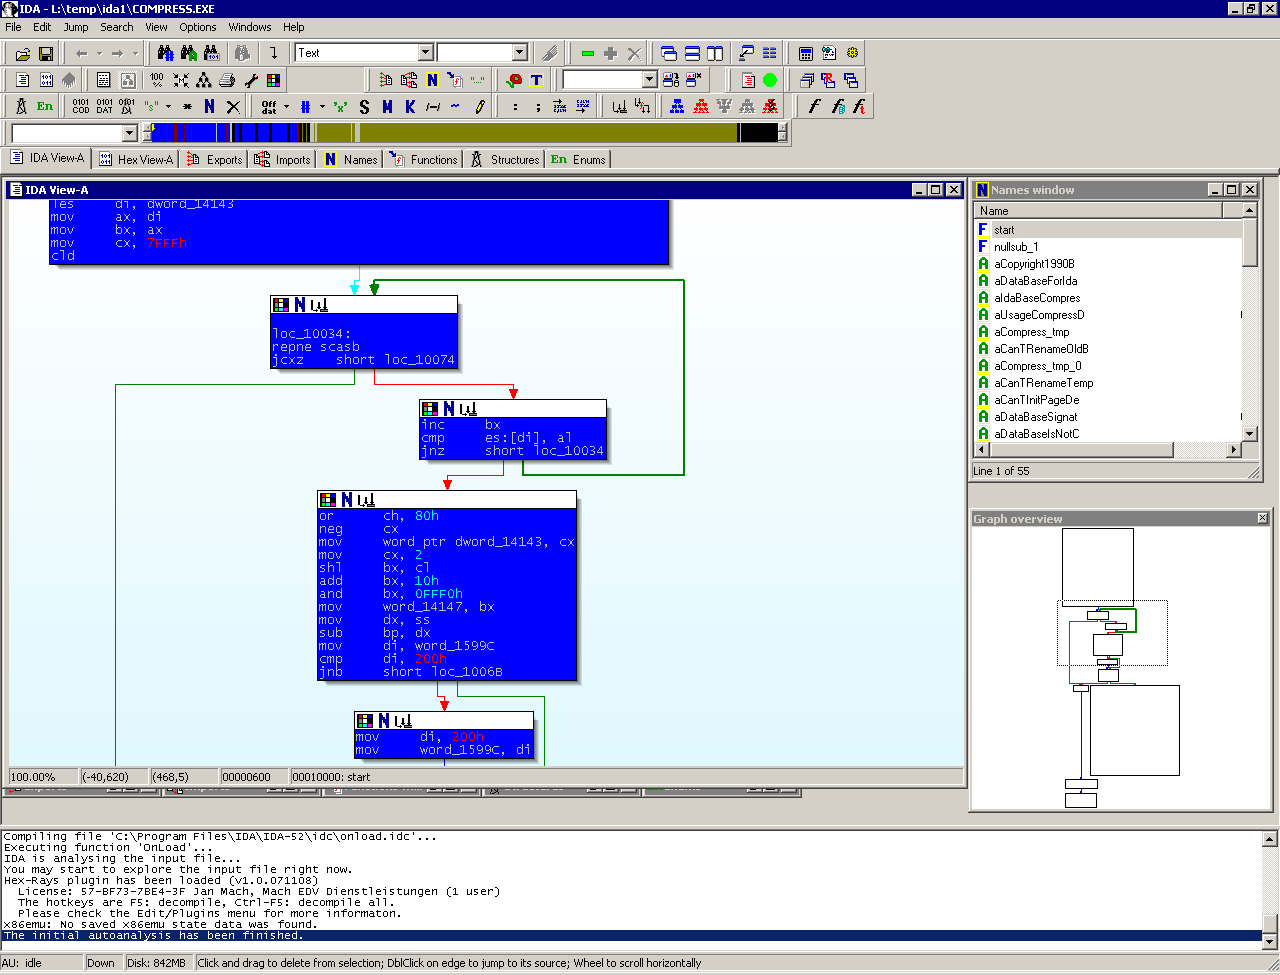 IDA - L:\temp\ida1\COMPRESS.EXE
File Edit Jump Search View Options Windows Help
Text
100 %
En 0101 COD 0101 DAT "s" * N Off dat # 'x' S M K ~ : ; f f f
IDA View-A Hex View-A Exports Imports N Names Functions Structures En Enums
IDA View-A
les di, dword_14143
mov ax, di
mov bx, ax
mov cx, 7FFFh
cld
loc_10034:
repne scasb
jcxz short loc_10074
inc bx
cmp es:[di], al
jnz short loc_10034
or ch, 80h
neg cx
mov word ptr dword_14143, cx
mov cx, 2
shl bx, cl
add bx, 10h
and bx, 0FFF0h
mov word_14147, bx
mov dx, ss
sub bp, dx
mov di, word_1599C
cmp di, 200h
jnb short loc_1006B
mov di, 200h
mov word_1599C, di
100.00% (-40,620) (468,5) 00000600 00010000: start
Names window
Name
F start
F nullsub_1
A aCopyright1990B
A aDataBaseForIda
A aIdaBaseCompres
A aUsageCompressD
A aCompress_tmp
A aCanTRenameOldB
A aCompress_tmp_0
A aCanTRenameTemp
A aCanTInitPageDe
A aDataBaseSignat
A aDataBaseIsNotC
Line 1 of 55
Graph overview
Compiling file 'C:\Program Files\IDA\IDA-52\idc\onload.idc'...
Executing function 'OnLoad'...
IDA is analysing the input file...
You may start to explore the input file right now.
Hex-Rays plugin has been loaded (v1.0.071108)
License: 57-BF73-7BE4-3F Jan Mach, Mach EDV Dienstleistungen (1 user)
The hotkeys are F5: decompile, Ctrl-F5: decompile all.
Please check the Edit/Plugins menu for more informaton.
x86emu: No saved x86emu state data was found.
The initial autoanalysis has been finished.
AU: idle Down Disk: 842MB Click and drag to delete from selection; DblClick on edge to jump to its source; Wheel to scroll horizontally